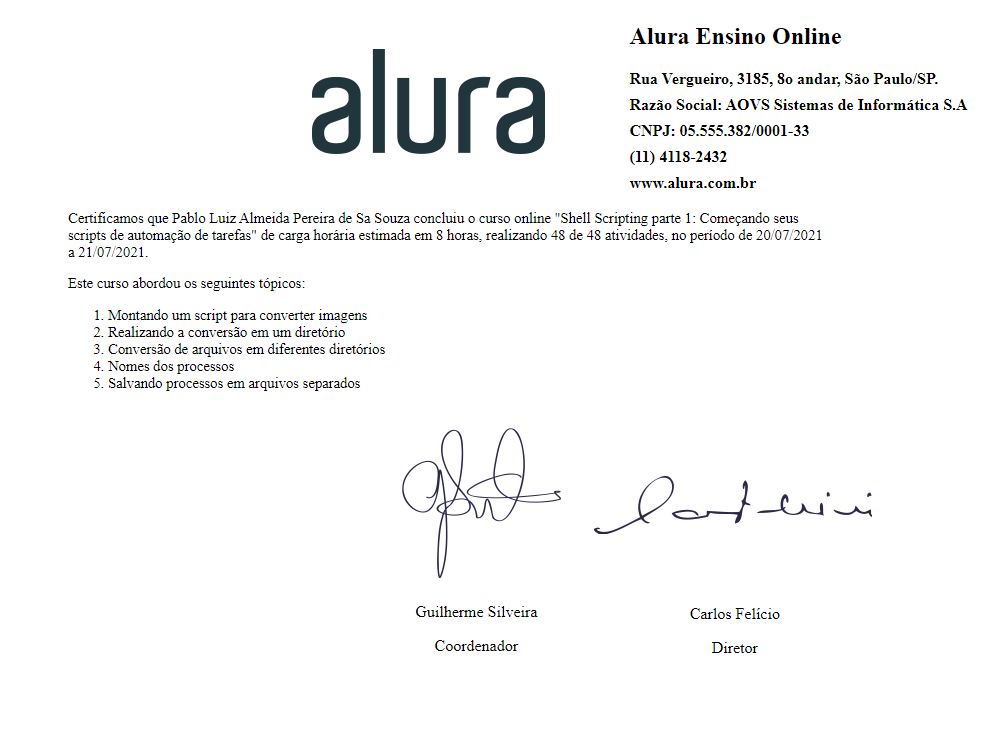 alura
Alura Ensino Online
Rua Vergueiro, 3185, 8o andar, São Paulo/SP.
Razão Social: AOVS Sistemas de Informática S.A
CNPJ: 05.555.382/0001-33
(11) 4118-2432
www.alura.com.br
Certificamos que Pablo Luiz Almeida Pereira de Sa Souza concluiu o curso online "Shell Scripting parte 1: Começando seus
scripts de automação de tarefas" de carga horária estimada em 8 horas, realizando 48 de 48 atividades, no período de 20/07/2021
a 21/07/2021.
Este curso abordou os seguintes tópicos:
1. Montando um script para converter imagens
2. Realizando a conversão em um diretório
3. Conversão de arquivos em diferentes diretórios
4. Nomes dos processos
5. Salvando processos em arquivos separados
Guilherme Silveira
Coordenador
Carlos Felício
Diretor